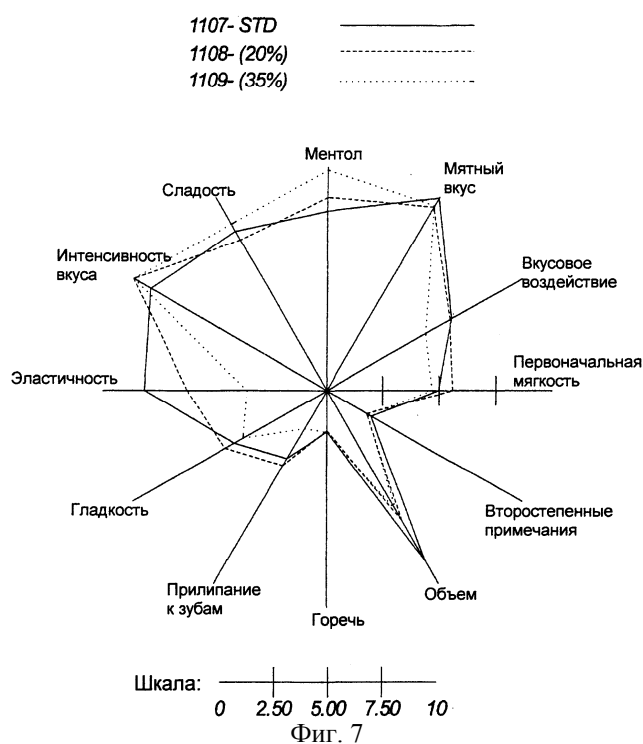 1107- STD
1108- (20%)
1109- (35%)
Ментол
Мятный
вкус
Сладость
Вкусовое
воздействие
Интенсивность
вкуса
Первоначальная
мягкость
Эластичность
Второстепенные
примечания
Гладкость
Прилипание
к зубам
Объем
Горечь
Шкала:
0 2.50 5.00 7.50 10
Фиг. 7